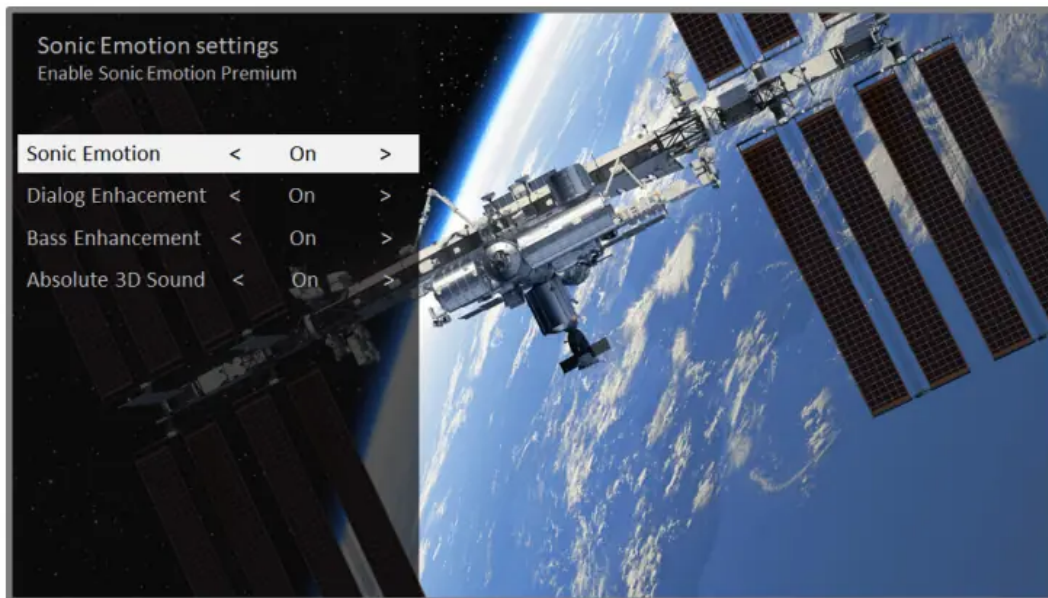 Sonic Emotion settings
Enable Sonic Emotion Premium
Sonic Emotion < On >
Dialog Enhacement < On >
Bass Enhancement < On >
Absolute 3D Sound < On >